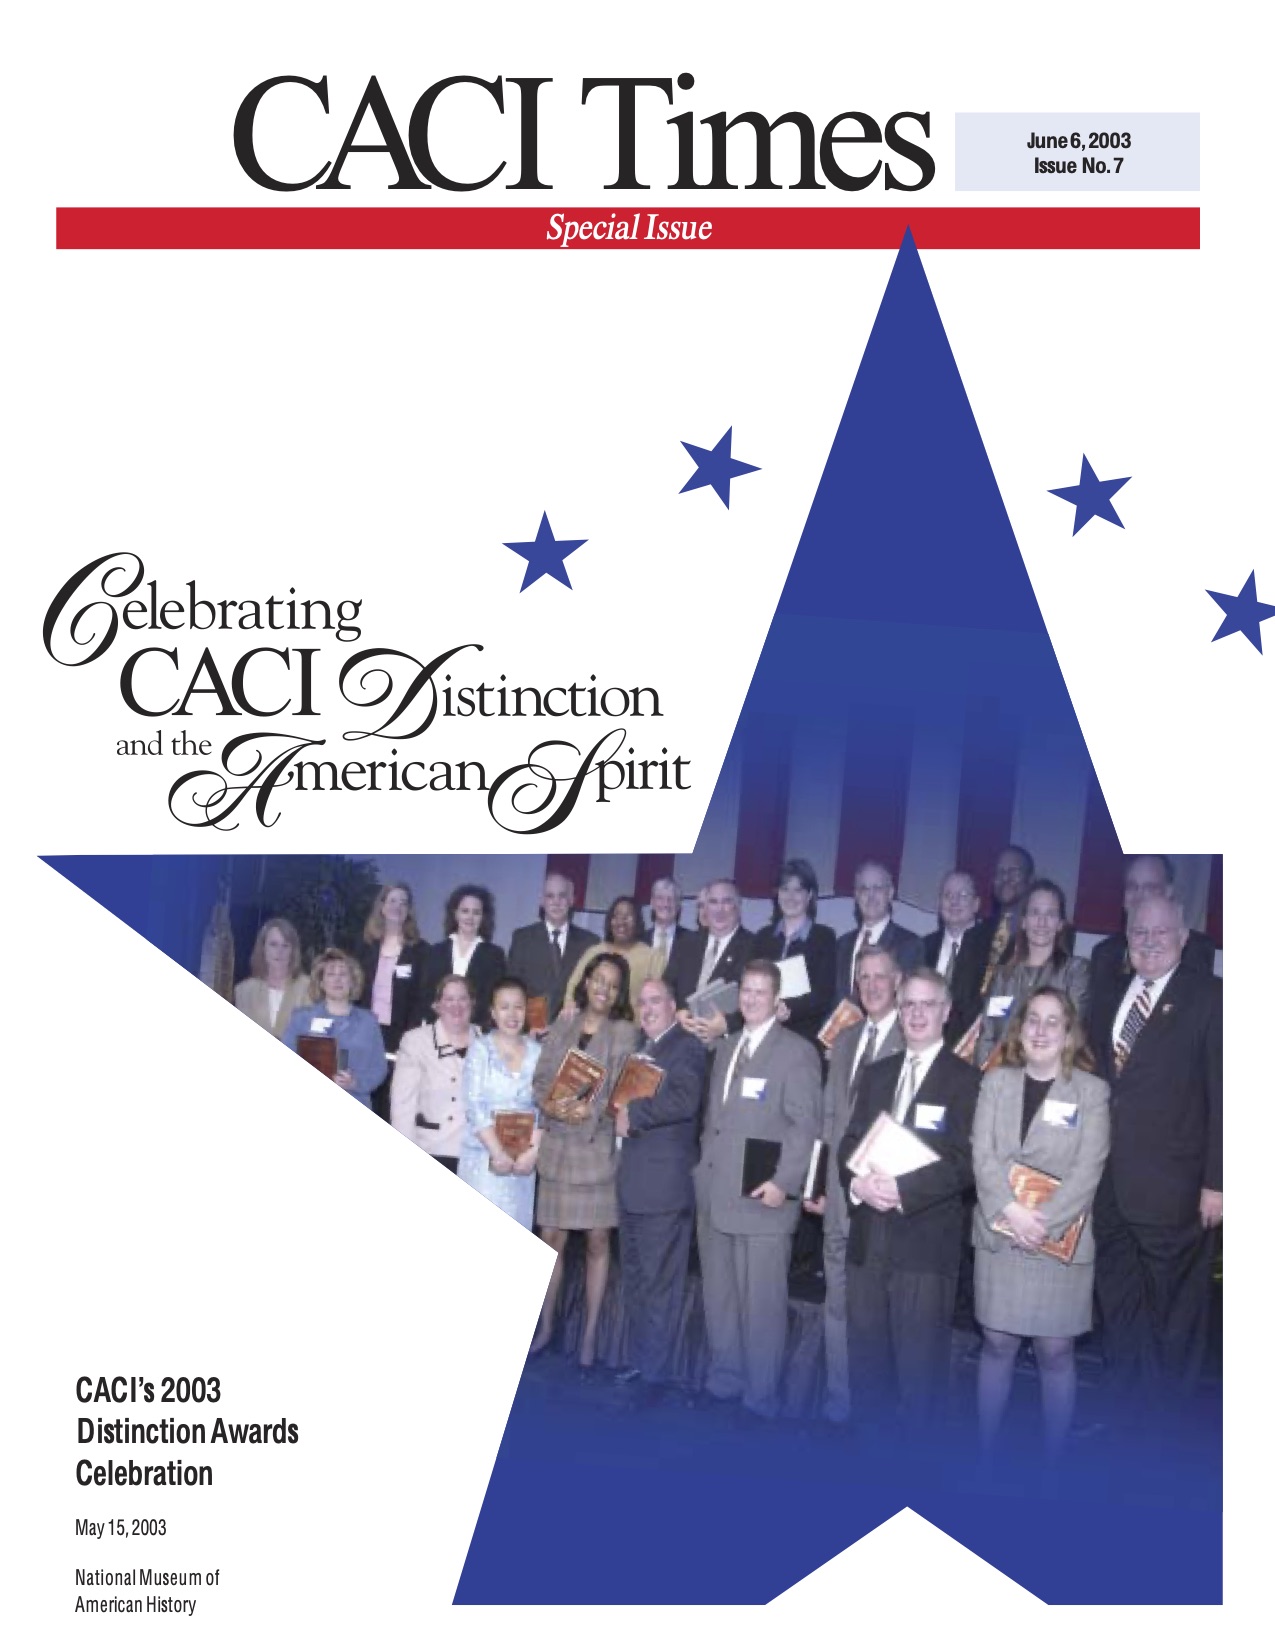 CACI Times
June 6, 2003
Issue No. 7
Special Issue
Celebrating
CACI Distinction
and the American Spirit
CACI's 2003
Distinction Awards
Celebration
May 15, 2003
National Museum of
American History